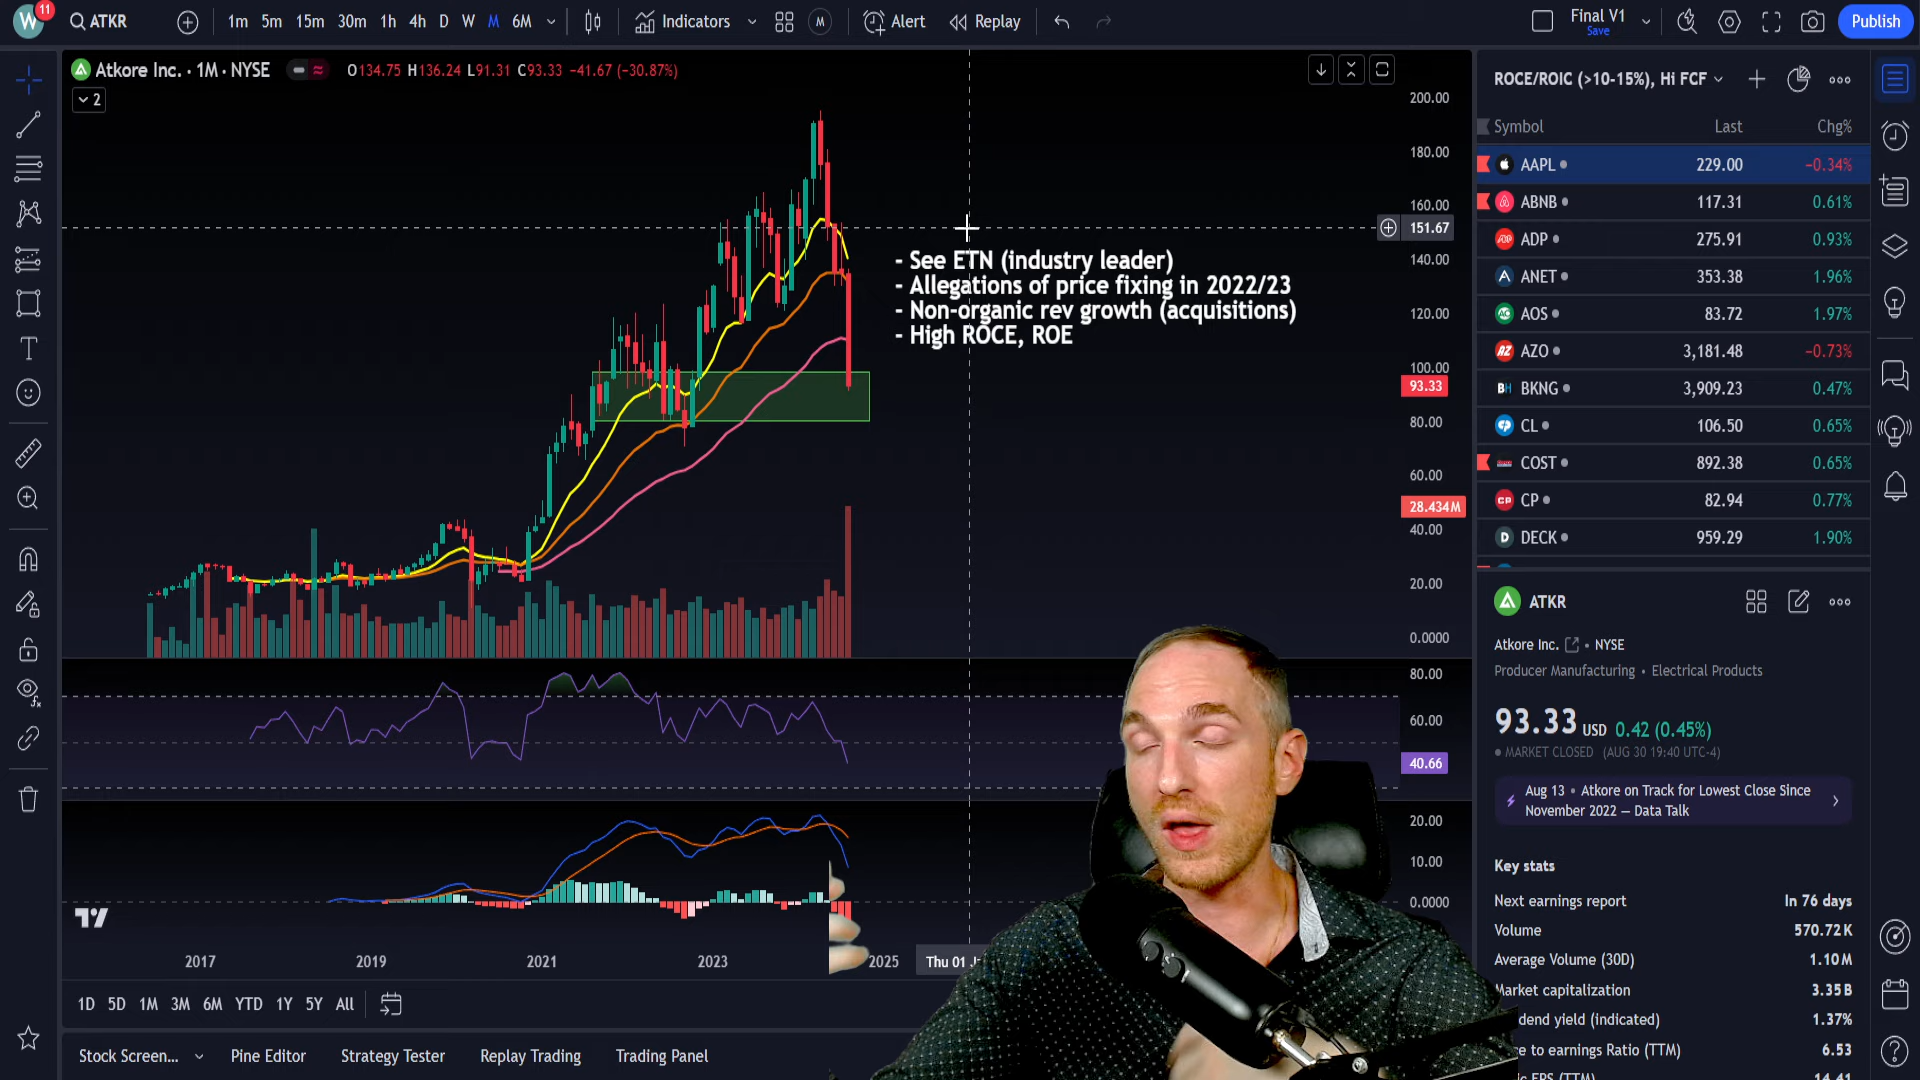 W
11
ATKR
1m 5m 15m 30m 1h 4h D W M 6M
Indicators
M
Alert
Replay
Final V1
Save
Publish
Atkore Inc. · 1M · NYSE
O134.75 H136.24 L91.31 C93.33 −41.67 (−30.87%)
2
- See ETN (industry leader)
- Allegations of price fixing in 2022/23
- Non-organic rev growth (acquisitions)
- High ROCE, ROE
200.00
180.00
160.00
151.67
140.00
120.00
100.00
93.33
80.00
60.00
28.434M
40.00
20.00
0.0000
80.00
60.00
40.66
20.00
10.00
0.0000
2017 2019 2021 2023 2025
Thu 01 J
1D 5D 1M 3M 6M YTD 1Y 5Y All
Stock Screen... Pine Editor Strategy Tester Replay Trading Trading Panel
ROCE/ROIC (>10-15%), Hi FCF
Symbol Last Chg%
AAPL 229.00 −0.34%
ABNB 117.31 0.61%
ADP 275.91 0.93%
ANET 353.38 1.96%
AOS 83.72 1.97%
AZO 3,181.48 −0.73%
BKNG 3,909.23 0.47%
CL 106.50 0.65%
COST 892.38 0.65%
CP 82.94 0.77%
DECK 959.29 1.90%
ATKR
Atkore Inc. • NYSE
Producer Manufacturing • Electrical Products
93.33 USD 0.42 (0.45%)
MARKET CLOSED (AUG 30 19:40 UTC-4)
Aug 13 • Atkore on Track for Lowest Close Since
November 2022 — Data Talk
Key stats
Next earnings report In 76 days
Volume 570.72K
Average Volume (30D) 1.10M
Market capitalization 3.35B
dend yield (indicated) 1.37%
ce to earnings Ratio (TTM) 6.53
EPS (TTM) 14.41